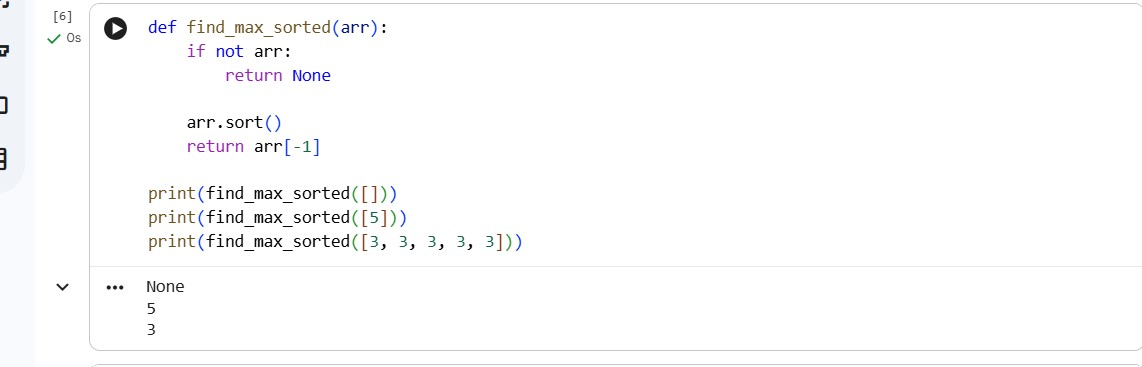 [6]
0s
def find_max_sorted(arr):
    if not arr:
        return None

    arr.sort()
    return arr[-1]

print(find_max_sorted([]))
print(find_max_sorted([5]))
print(find_max_sorted([3, 3, 3, 3, 3]))
None
5
3